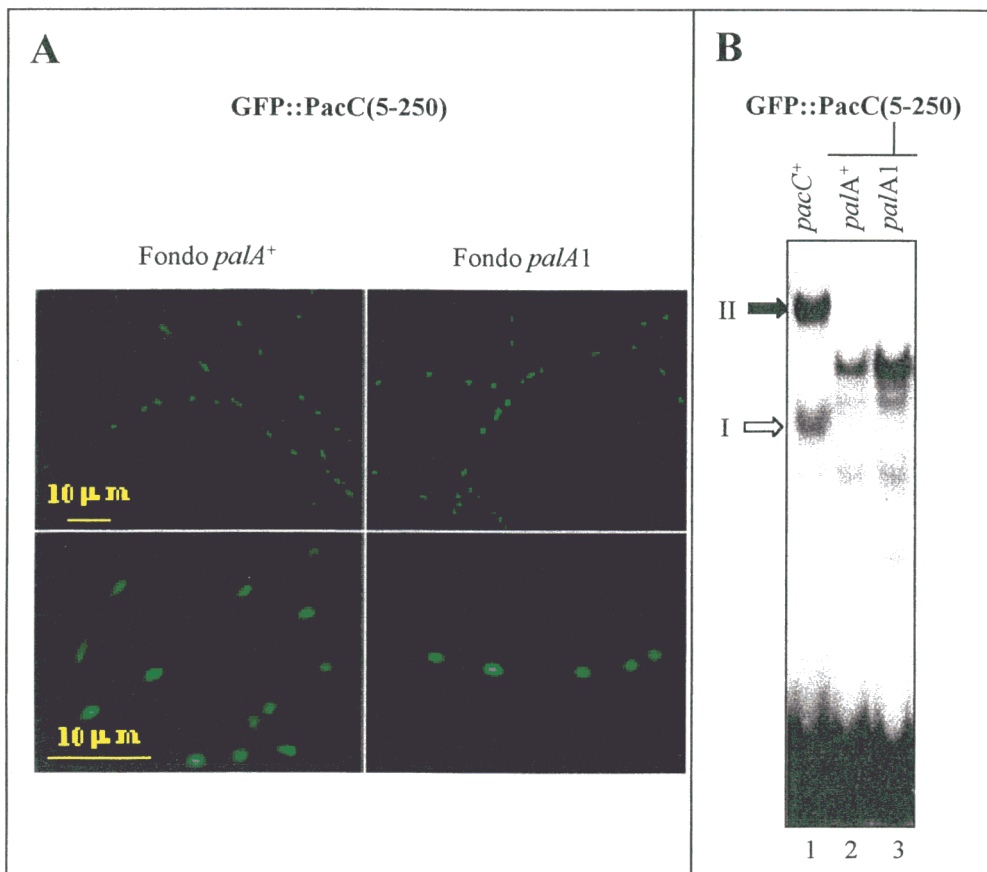 A
GFP::PacC(5-250)
Fondo palA+
Fondo palA1
10 μm
10 μm
B
GFP::PacC(5-250)
pacC+
palA+
palA1
II
I
1 2 3